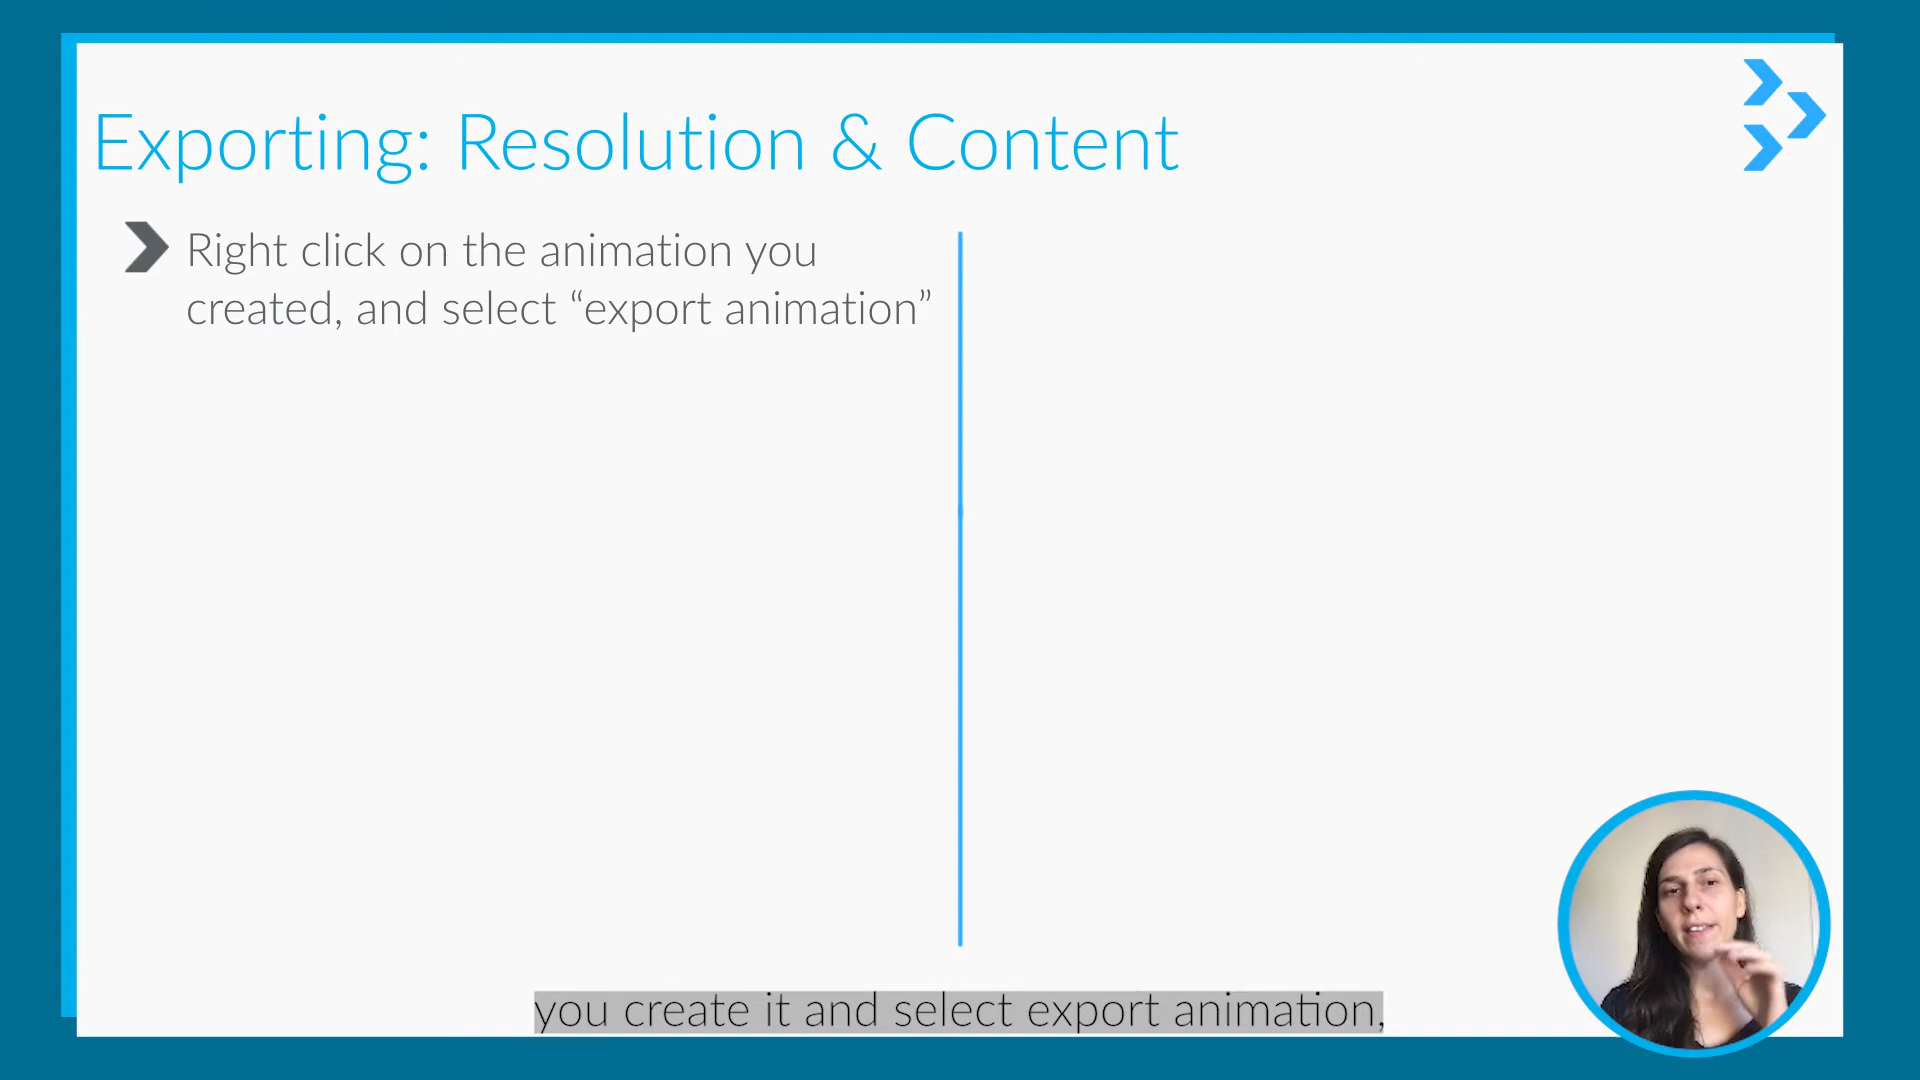 Exporting: Resolution & Content
Right click on the animation you
created, and select “export animation”
you create it and select export animation,